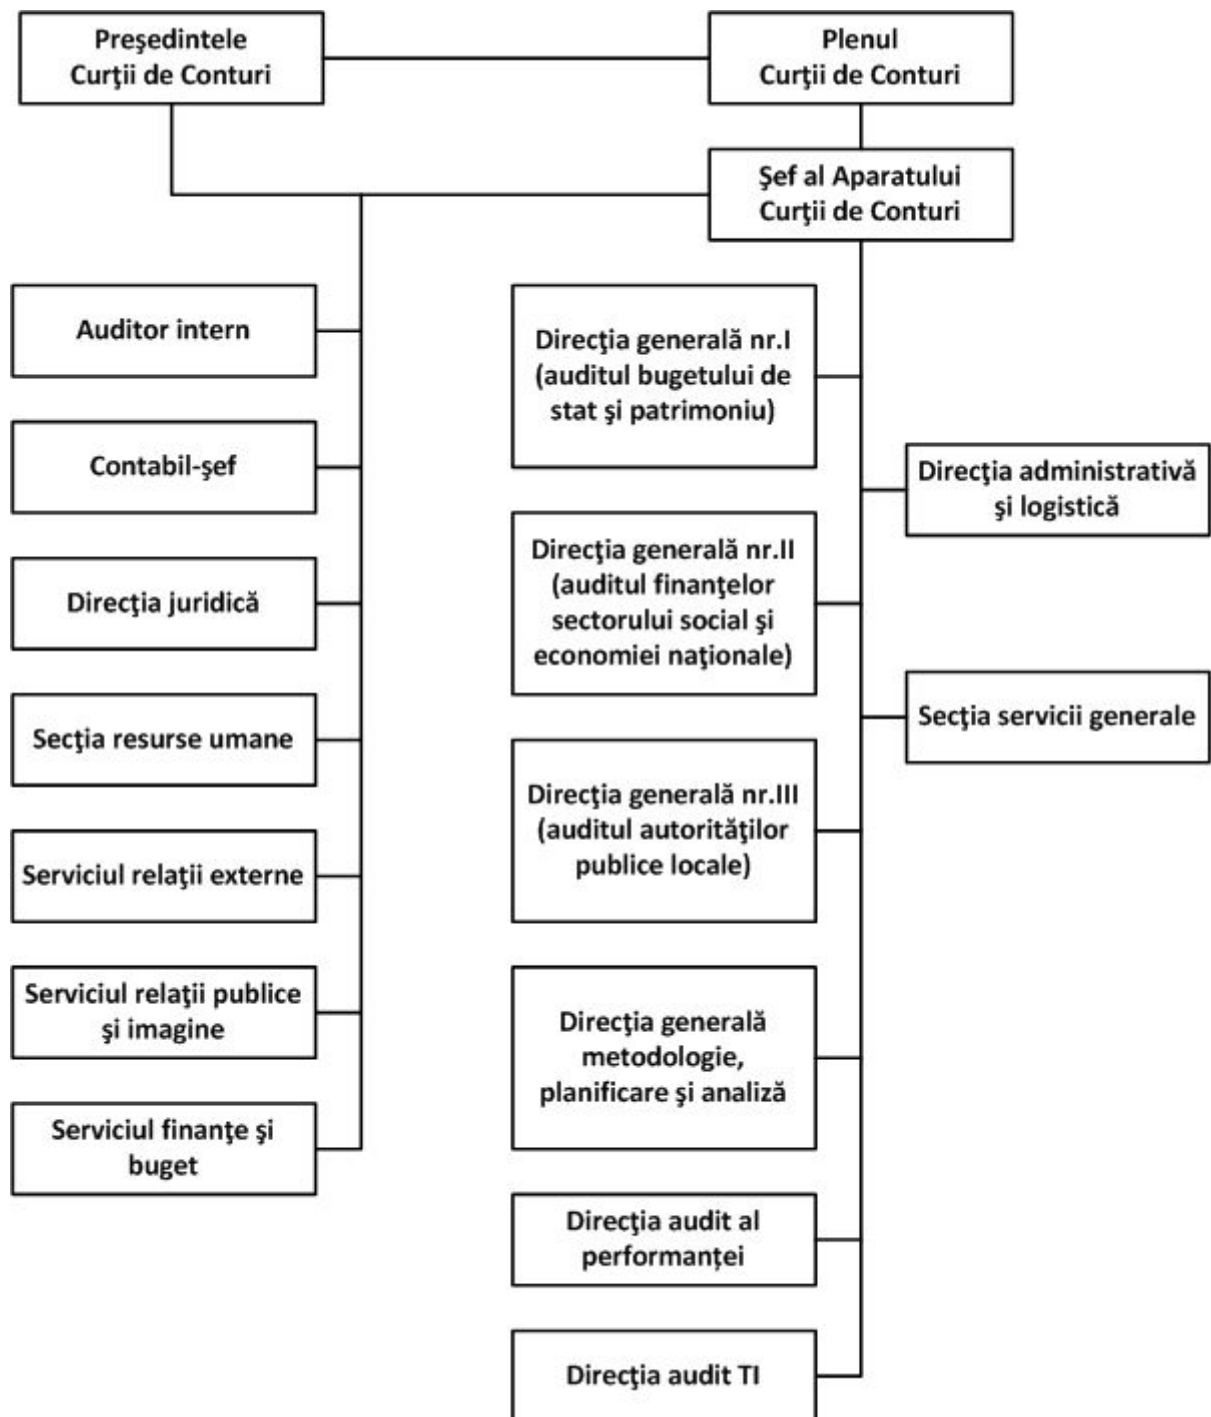 Preşedintele
Curţii de Conturi
Plenul
Curţii de Conturi
Şef al Aparatului
Curţii de Conturi
Auditor intern
Contabil-şef
Direcţia juridică
Secţia resurse umane
Serviciul relaţii externe
Serviciul relaţii publice
şi imagine
Serviciul finanţe şi
buget
Direcţia generală nr.I
(auditul bugetului de
stat şi patrimoniu)
Direcţia generală nr.II
(auditul finanţelor
sectorului social şi
economiei naţionale)
Direcţia generală nr.III
(auditul autorităţilor
publice locale)
Direcţia generală
metodologie,
planificare şi analiză
Direcţia audit al
performanței
Direcţia audit TI
Direcţia administrativă
şi logistică
Secţia servicii generale